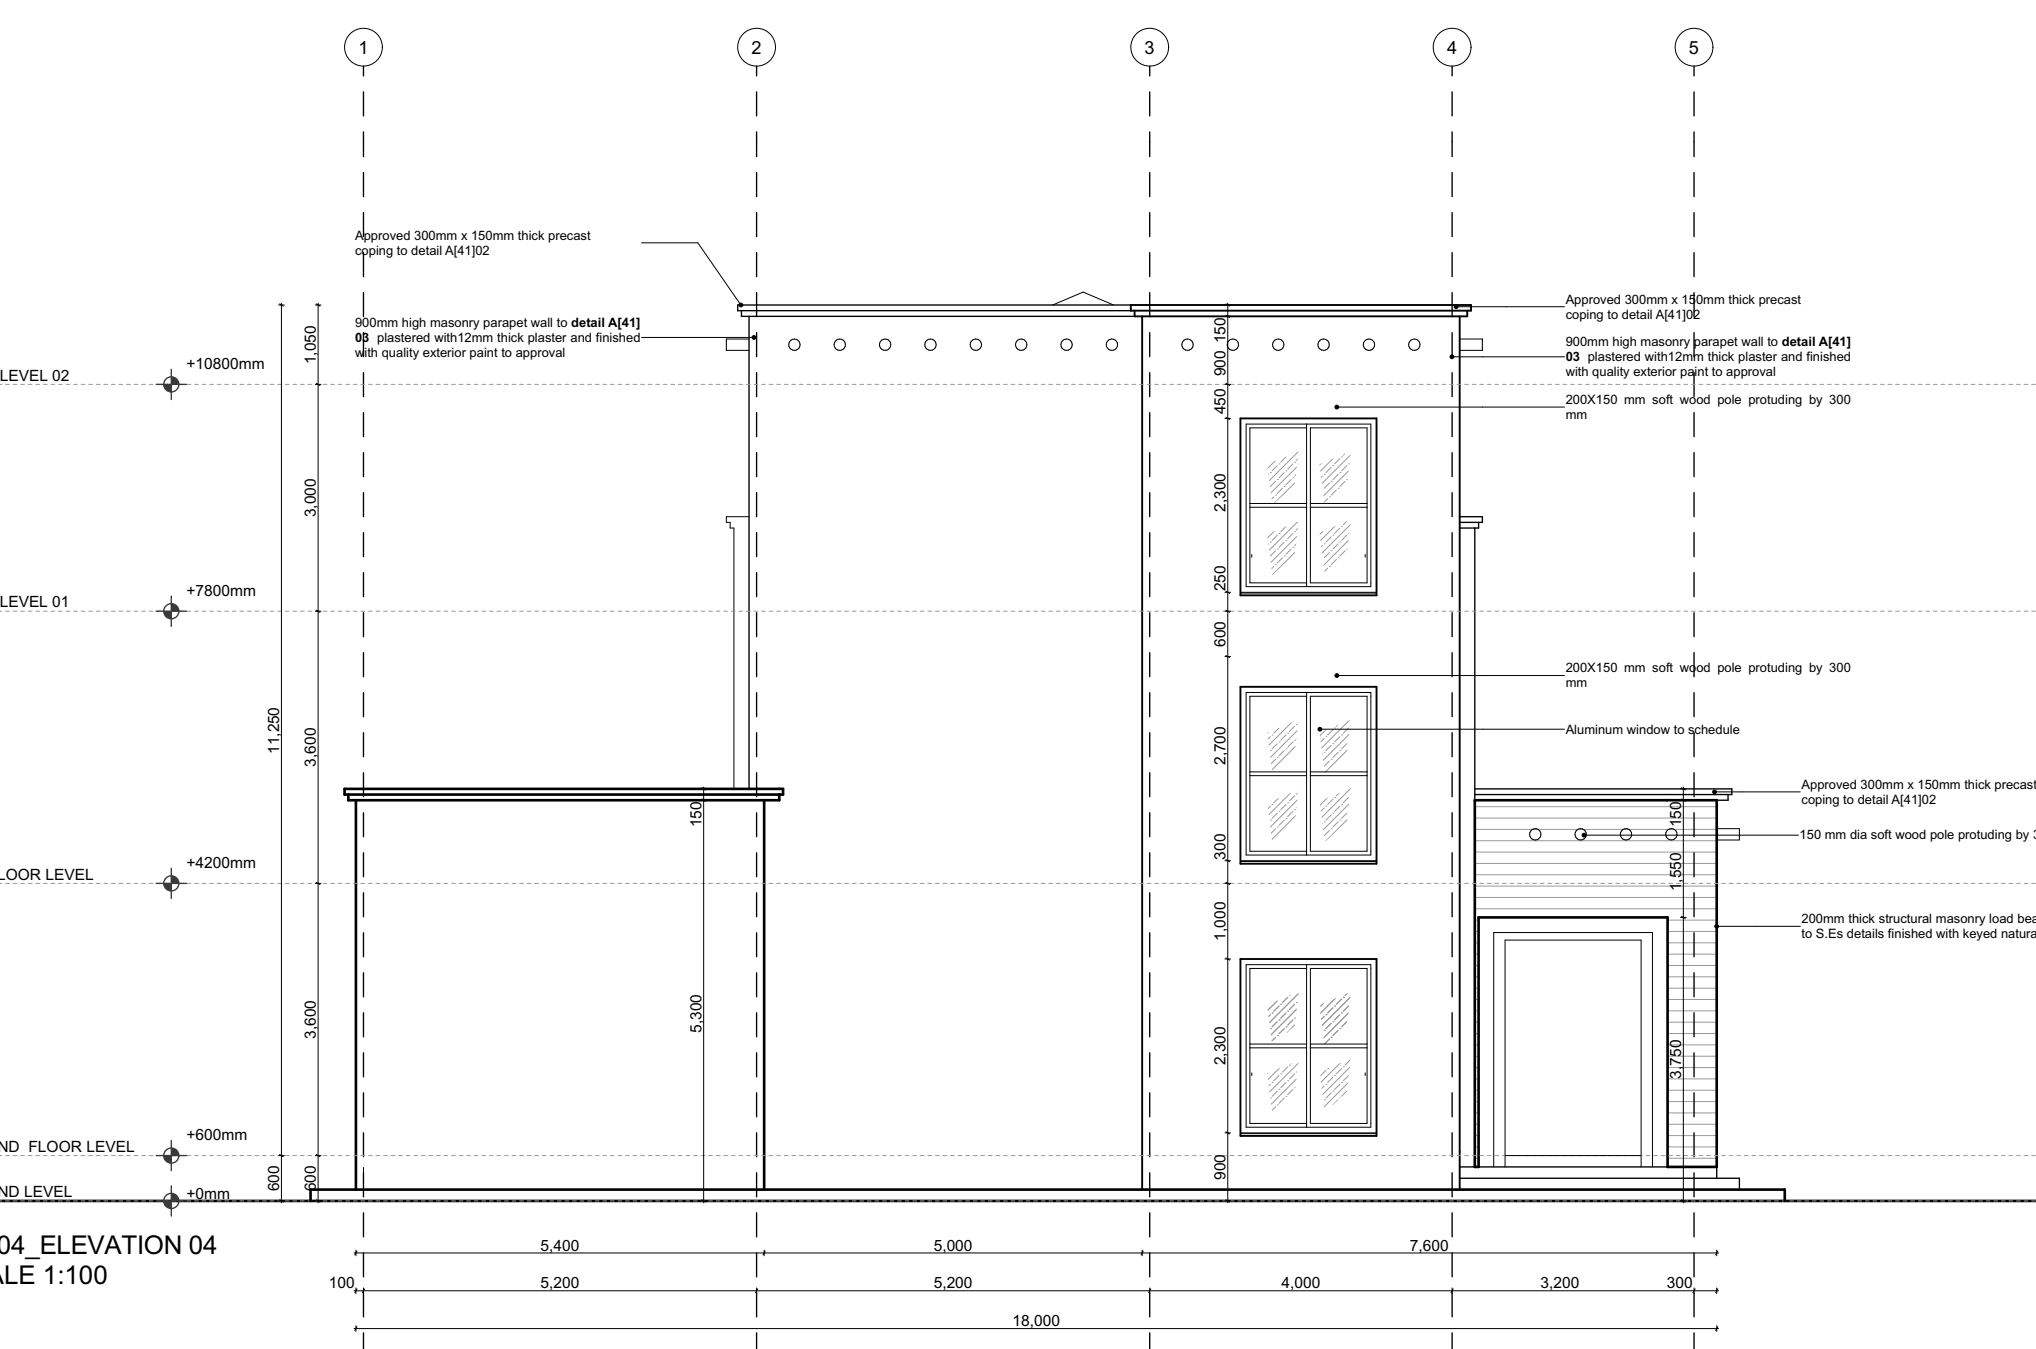 1
2
3
4
5
Approved 300mm x 150mm thick precast
coping to detail A[41]02
900mm high masonry parapet wall to detail A[41]
03 plastered with12mm thick plaster and finished
with quality exterior paint to approval
Approved 300mm x 150mm thick precast
coping to detail A[41]02
900mm high masonry parapet wall to detail A[41]
03 plastered with12mm thick plaster and finished
with quality exterior paint to approval
200X150 mm soft wood pole protuding by 300
mm
200X150 mm soft wood pole protuding by 300
mm
Aluminum window to schedule
Approved 300mm x 150mm thick precast
coping to detail A[41]02
150 mm dia soft wood pole protuding by 3
200mm thick structural masonry load bea
to S.Es details finished with keyed natura
LEVEL 02
+10800mm
LEVEL 01
+7800mm
LOOR LEVEL
+4200mm
ND FLOOR LEVEL
+600mm
ND LEVEL
+0mm
11,250
600
1,050
3,000
3,600
3,600
600
150
5,300
150
900
450
2,300
250
600
2,700
300
1,000
2,300
900
150
1,550
3,750
04_ELEVATION 04
ALE 1:100
5,400
5,000
7,600
100
5,200
5,200
4,000
3,200
300
18,000